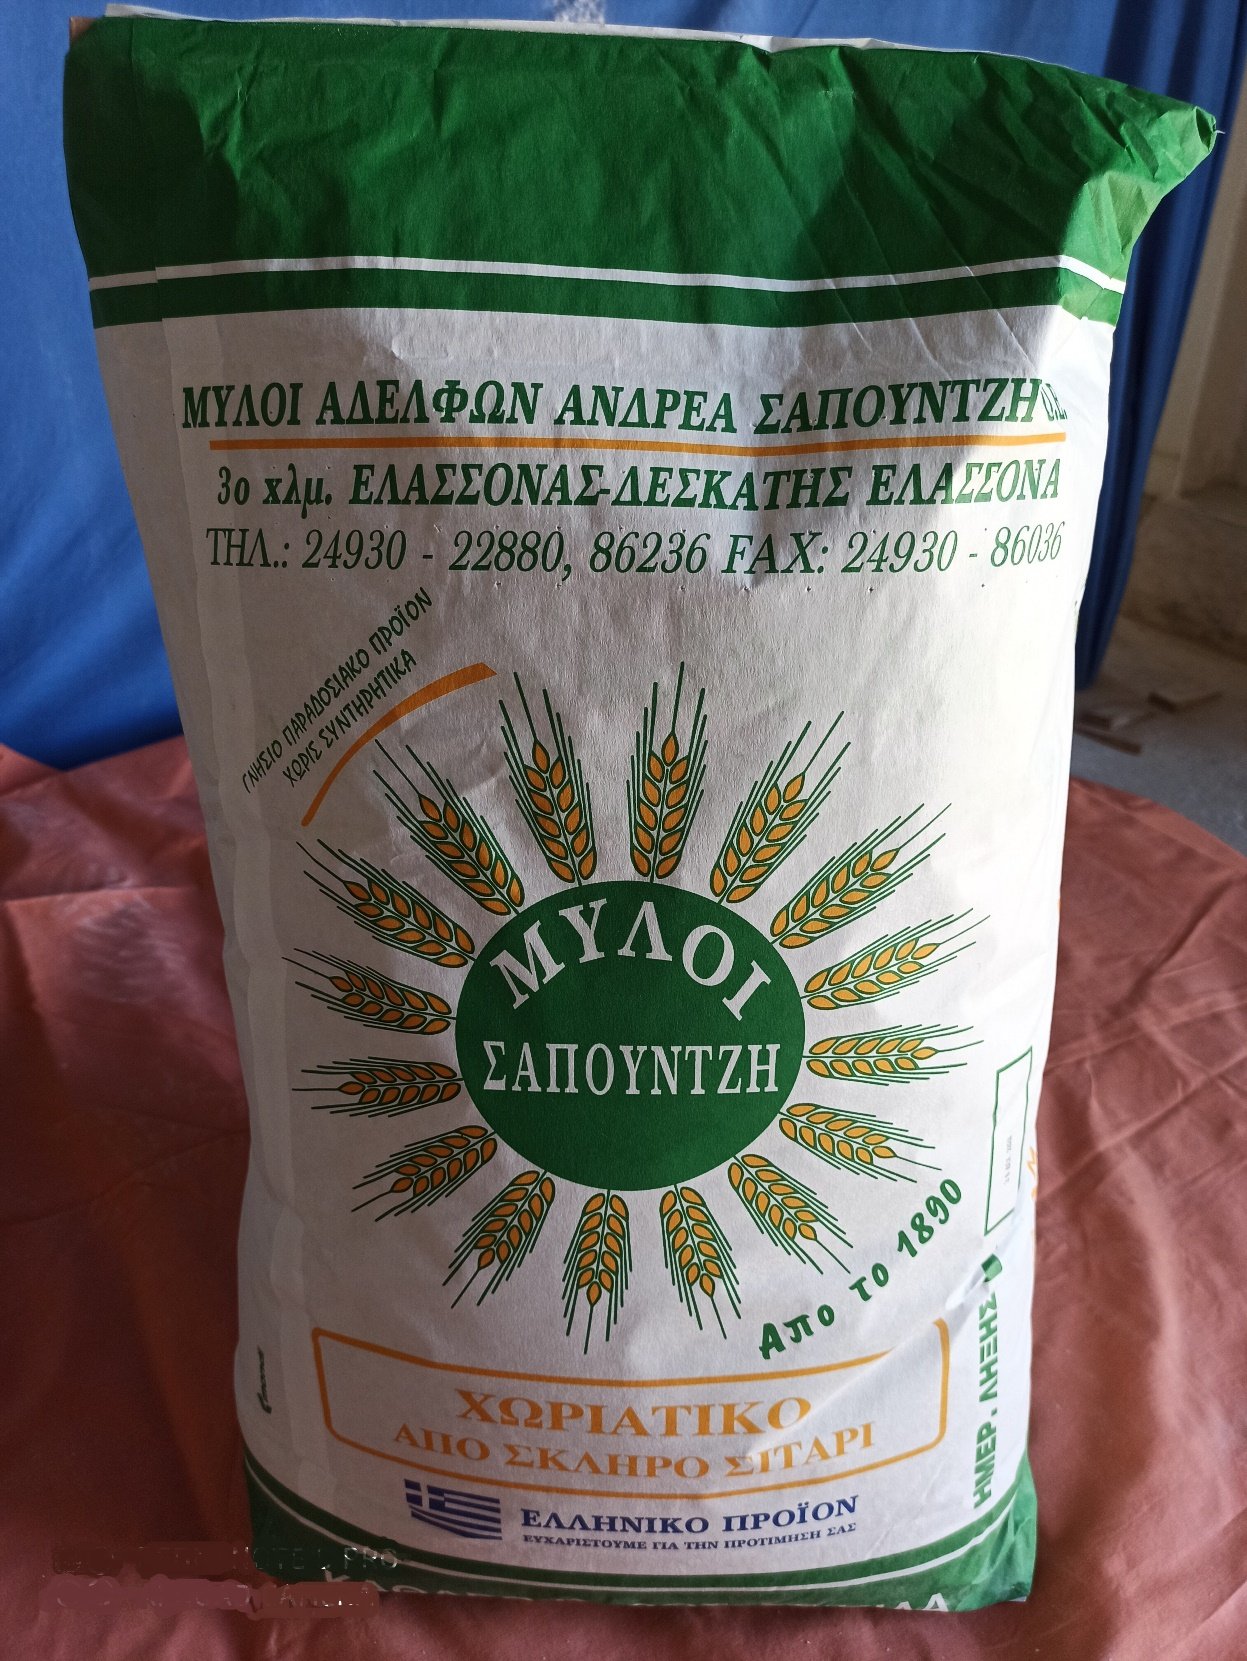 ΜΥΛΟΙ ΑΔΕΛΦΩΝ ΑΝΔΡΕΑ ΣΑΠΟΥΝΤΖΗ Ο.Ε.
3ο χλμ. ΕΛΑΣΣΟΝΑΣ-ΔΕΣΚΑΤΗΣ ΕΛΑΣΣΟΝΑ
ΤΗΛ.: 24930 - 22880, 86236 FAX: 24930 - 86036
ΓΝΗΣΙΟ ΠΑΡΑΔΟΣΙΑΚΟ ΠΡΟΪΟΝ
ΧΩΡΙΣ ΣΥΝΤΗΡΗΤΙΚΑ
ΜΥΛΟΙ
ΣΑΠΟΥΝΤΖΗ
Απο το 1890
ΗΜΕΡ. ΛΗΞΗΣ
ΧΩΡΙΑΤΙΚΟ
ΑΠΟ ΣΚΛΗΡΟ ΣΙΤΑΡΙ
ΕΛΛΗΝΙΚΟ ΠΡΟΪΟΝ
ΕΥΧΑΡΙΣΤΟΥΜΕ ΓΙΑ ΤΗΝ ΠΡΟΤΙΜΗΣΗ ΣΑΣ